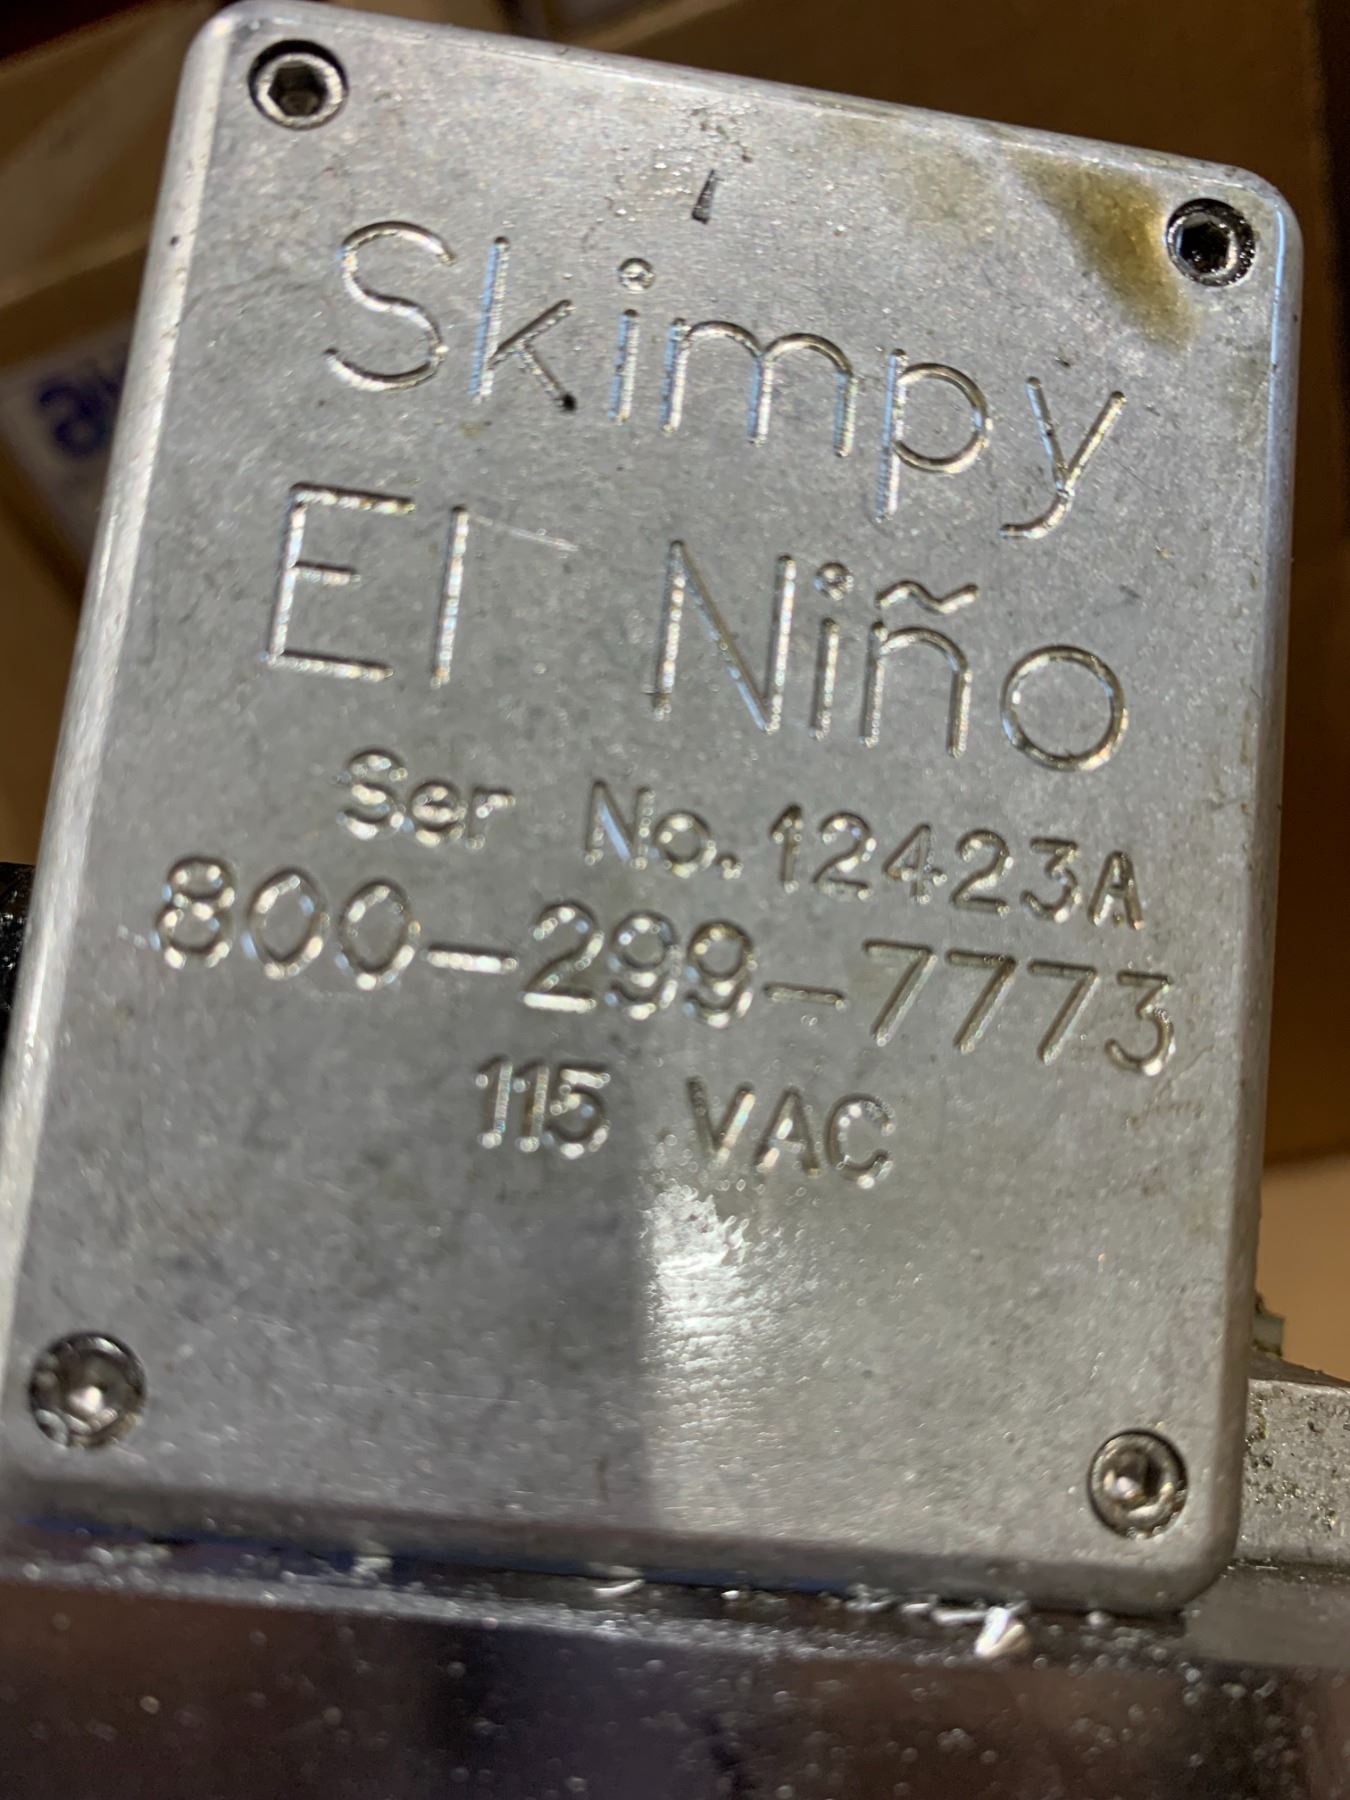 Skimpy
El Niño
Ser No. 12423A
800-299-7773
115 VAC